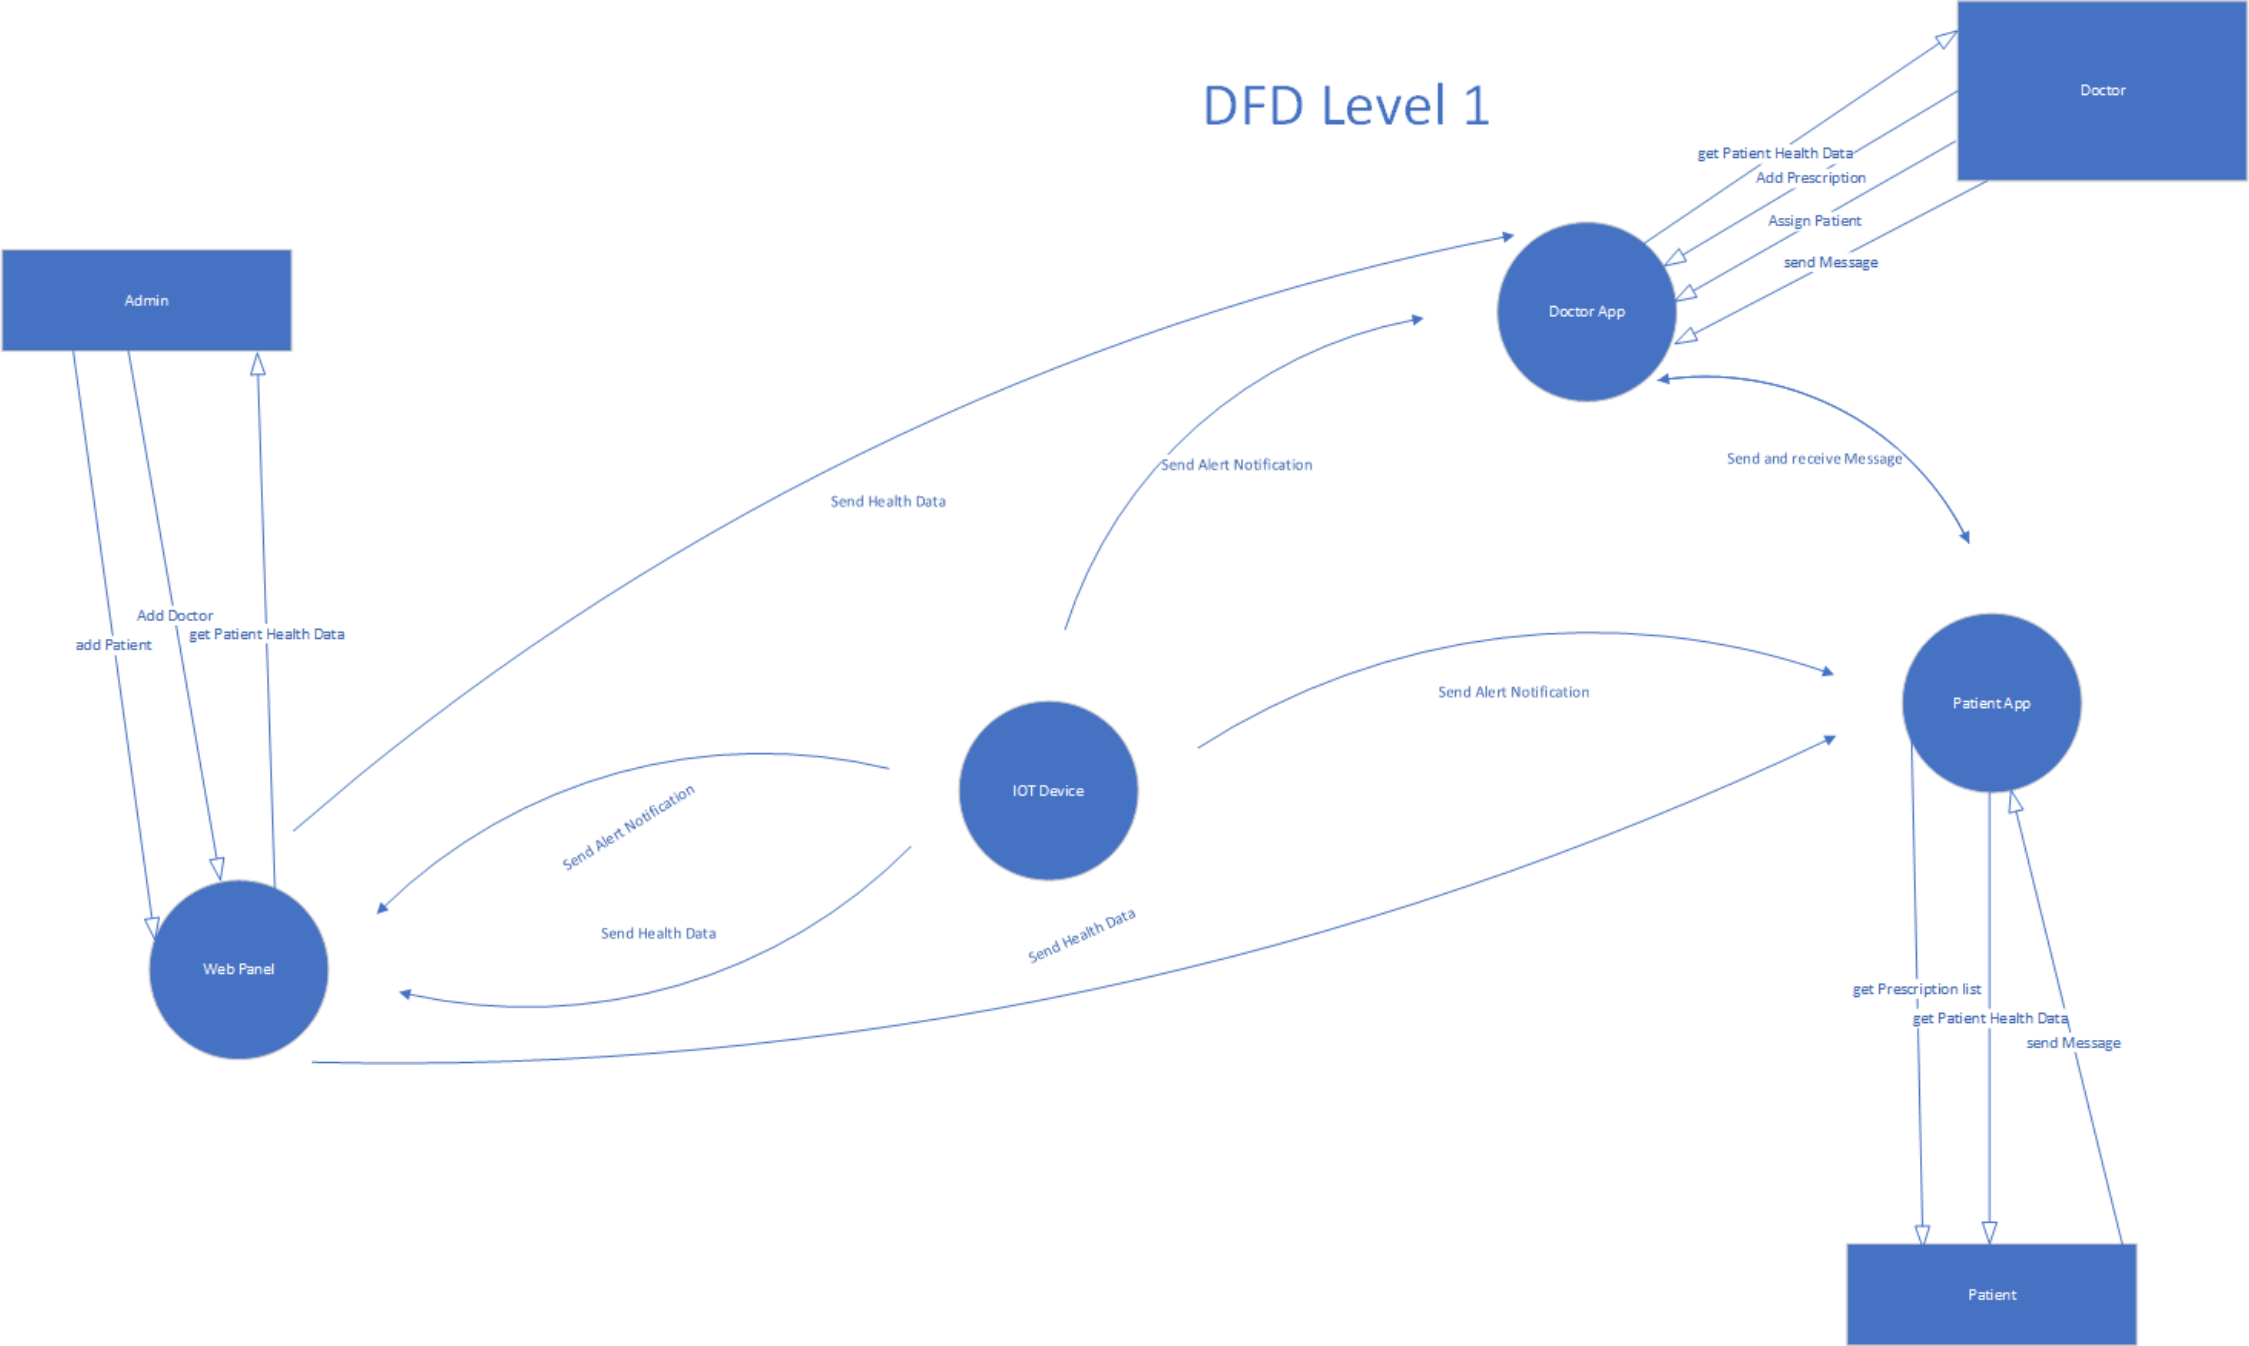 DFD Level 1
Doctor
get Patient Health Data
Add Prescription
Assign Patient
send Message
Admin
Doctor App
Send Alert Notification
Send and receive Message
Send Health Data
Add Doctor
get Patient Health Data
add Patient
Send Alert Notification
Patient App
IOT Device
Send Alert Notification
Send Health Data
Send Health Data
Web Panel
get Prescription list
get Patient Health Data
send Message
Patient